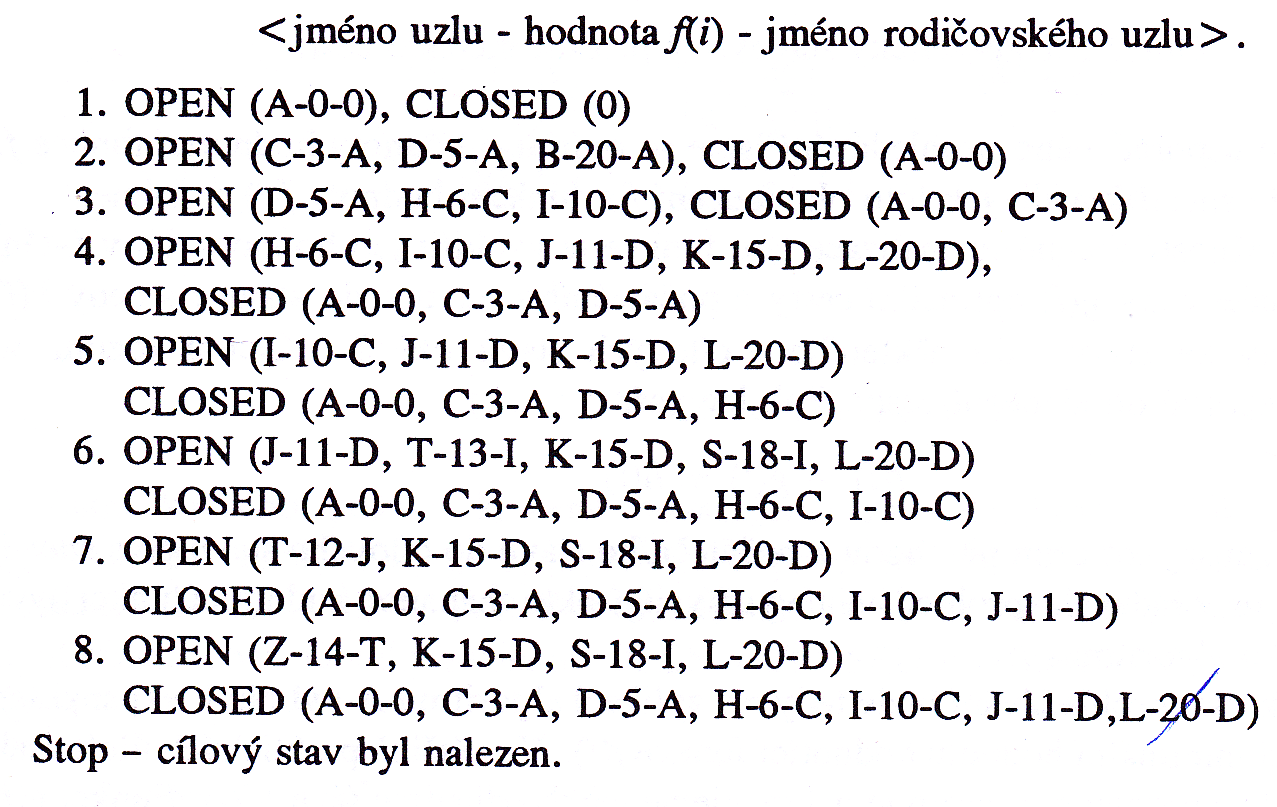 <jméno uzlu - hodnota f(i) - jméno rodičovského uzlu>.
1. OPEN (A-0-0), CLOSED (0)
2. OPEN (C-3-A, D-5-A, B-20-A), CLOSED (A-0-0)
3. OPEN (D-5-A, H-6-C, I-10-C), CLOSED (A-0-0, C-3-A)
4. OPEN (H-6-C, I-10-C, J-11-D, K-15-D, L-20-D),
CLOSED (A-0-0, C-3-A, D-5-A)
5. OPEN (I-10-C, J-11-D, K-15-D, L-20-D)
CLOSED (A-0-0, C-3-A, D-5-A, H-6-C)
6. OPEN (J-11-D, T-13-I, K-15-D, S-18-I, L-20-D)
CLOSED (A-0-0, C-3-A, D-5-A, H-6-C, I-10-C)
7. OPEN (T-12-J, K-15-D, S-18-I, L-20-D)
CLOSED (A-0-0, C-3-A, D-5-A, H-6-C, I-10-C, J-11-D)
8. OPEN (Z-14-T, K-15-D, S-18-I, L-20-D)
CLOSED (A-0-0, C-3-A, D-5-A, H-6-C, I-10-C, J-11-D,L-20-D)
Stop – cílový stav byl nalezen.